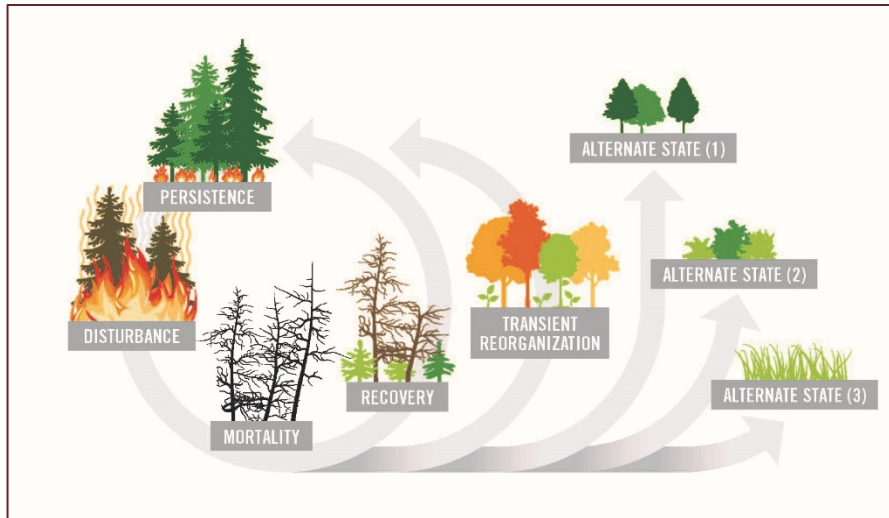 PERSISTENCE
DISTURBANCE
MORTALITY
RECOVERY
TRANSIENT
REORGANIZATION
ALTERNATE STATE (1)
ALTERNATE STATE (2)
ALTERNATE STATE (3)